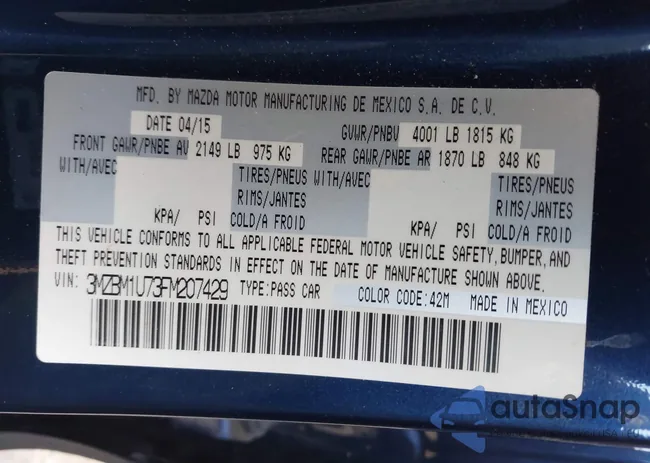 MFD. BY MAZDA MOTOR MANUFACTURING DE MEXICO S.A. DE C.V.
DATE 04/15 GVWR/PNBV 4001 LB 1815 KG
FRONT GAWR/PNBE AV 2149 LB 975 KG REAR GAWR/PNBE AR 1870 LB 848 KG
WITH/AVEC TIRES/PNEUS WITH/AVEC TIRES/PNEUS
RIMS/JANTES RIMS/JANTES
KPA/ PSI COLD/A FROID KPA/ PSI COLD/A FROID
THIS VEHICLE CONFORMS TO ALL APPLICABLE FEDERAL MOTOR VEHICLE SAFETY, BUMPER, AND
THEFT PREVENTION STANDARDS IN EFFECT ON THE DATE OF MANUFACTURE SHOWN ABOVE.
VIN: 3MZBM1U73FM207429 TYPE:PASS CAR COLOR CODE:42M MADE IN MEXICO
autoSnap